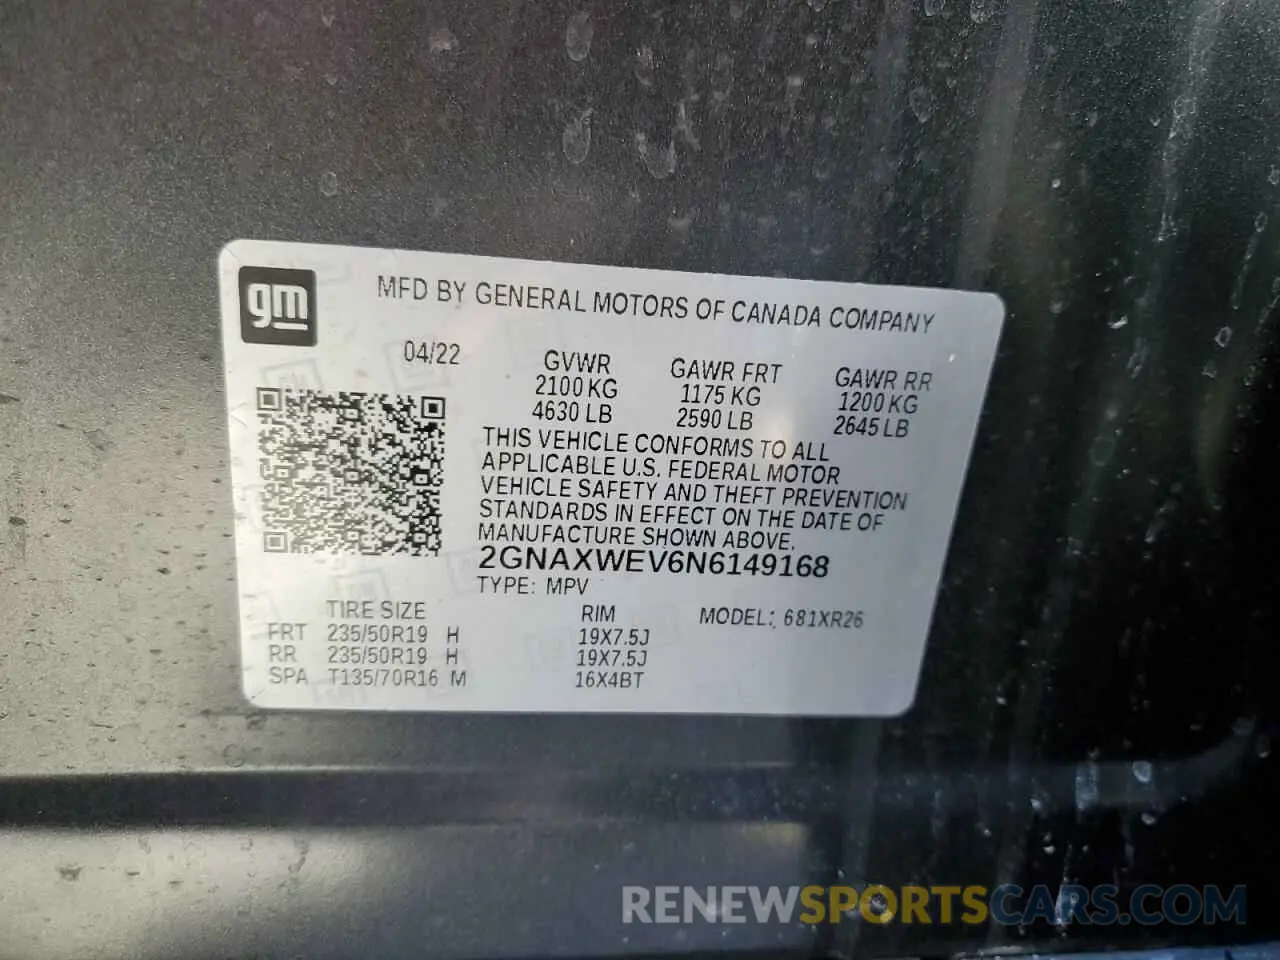 gm
MFD BY GENERAL MOTORS OF CANADA COMPANY
04/22
GVWR
2100 KG
4630 LB
GAWR FRT
1175 KG
2590 LB
GAWR RR
1200 KG
2645 LB
THIS VEHICLE CONFORMS TO ALL
APPLICABLE U.S. FEDERAL MOTOR
VEHICLE SAFETY AND THEFT PREVENTION
STANDARDS IN EFFECT ON THE DATE OF
MANUFACTURE SHOWN ABOVE.
2GNAXWEV6N6149168
TYPE: MPV
TIRE SIZE RIM MODEL: 681XR26
FRT 235/50R19 H 19X7.5J
RR 235/50R19 H 19X7.5J
SPA T135/70R16 M 16X4BT
RENEWSPORTSCARS.COM